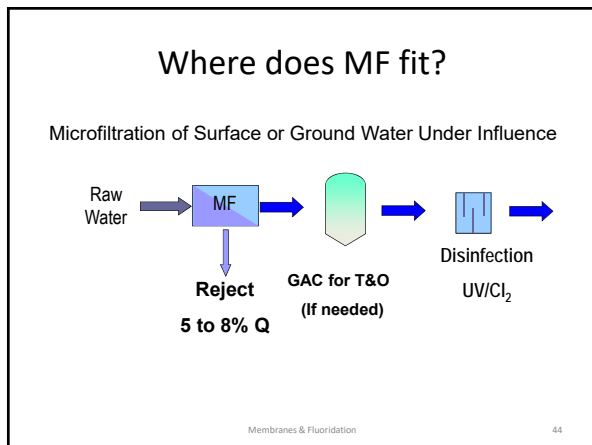 Where does MF fit?
Microfiltration of Surface or Ground Water Under Influence
Raw
Water
MF
Reject
5 to 8% Q
GAC for T&O
(If needed)
Disinfection
UV/Cl₂
Membranes & Fluoridation
44